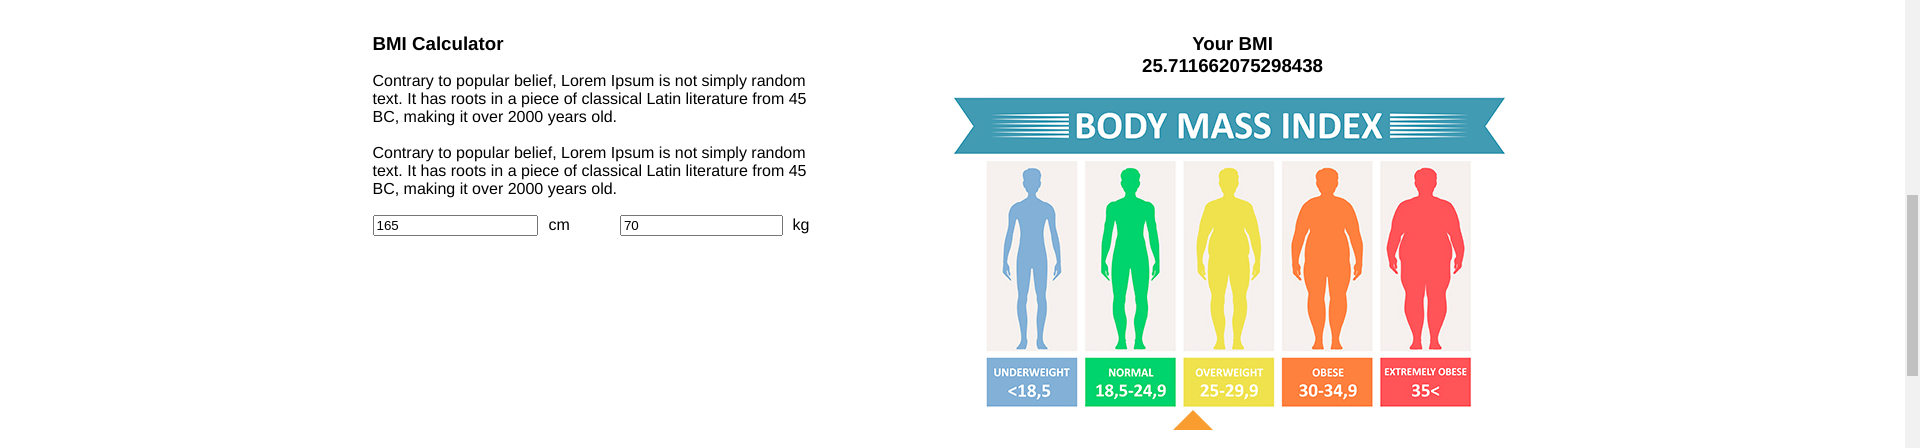 BMI Calculator
Contrary to popular belief, Lorem Ipsum is not simply random
text. It has roots in a piece of classical Latin literature from 45
BC, making it over 2000 years old.
Contrary to popular belief, Lorem Ipsum is not simply random
text. It has roots in a piece of classical Latin literature from 45
BC, making it over 2000 years old.
165 cm 70 kg
Your BMI
25.711662075298438
BODY MASS INDEX
UNDERWEIGHT
<18,5
NORMAL
18,5-24,9
OVERWEIGHT
25-29,9
OBESE
30-34,9
EXTREMELY OBESE
35<